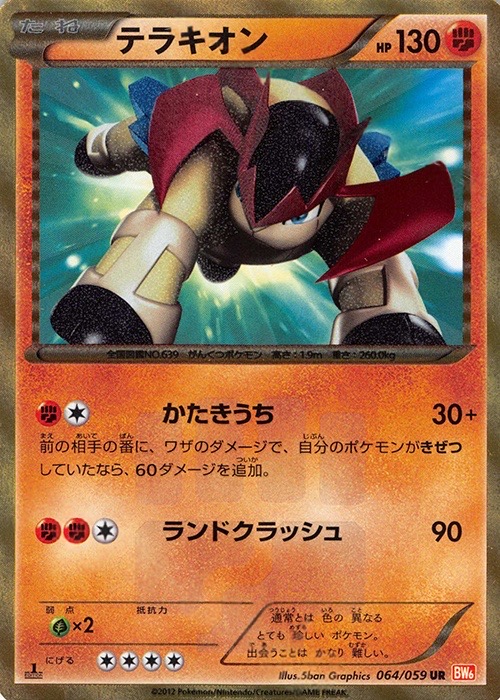 たね
テラキオン
HP 130
全国図鑑NO.639 がんくつポケモン 高さ:1.9m 重さ:260.0kg
かたきうち 30+
前の相手の番に、ワザのダメージで、自分のポケモンがきぜつ
していたなら、60ダメージを追加。
ランドクラッシュ 90
弱点 抵抗力
×2
にげる
通常とは 色の 異なる
とても 珍しい ポケモン。
出会うことは かなり 難しい。
Illus. 5ban Graphics 064/059 UR BW6
©2012 Pokémon/Nintendo/Creatures/GAME FREAK.